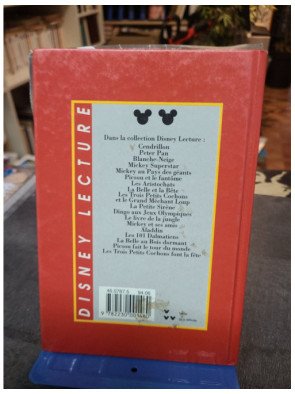 DISNEY LECTURE
Dans la collection Disney Lecture :
Cendrillon
Peter Pan
Blanche-Neige
Mickey Superstar
Mickey au Pays des géants
Picsou et le fantôme
Les Aristochats
La Belle et la Bête
Les Trois Petits Cochons
et le Grand Méchant Loup
La Petite Sirène
Dingo aux Jeux Olympiques
Le livre de la jungle
Mickey et ses amis
Aladdin
Les 101 Dalmatiens
La Belle au Bois dormant
Picsou fait le tour du monde
Les Trois Petits Cochons font la fête